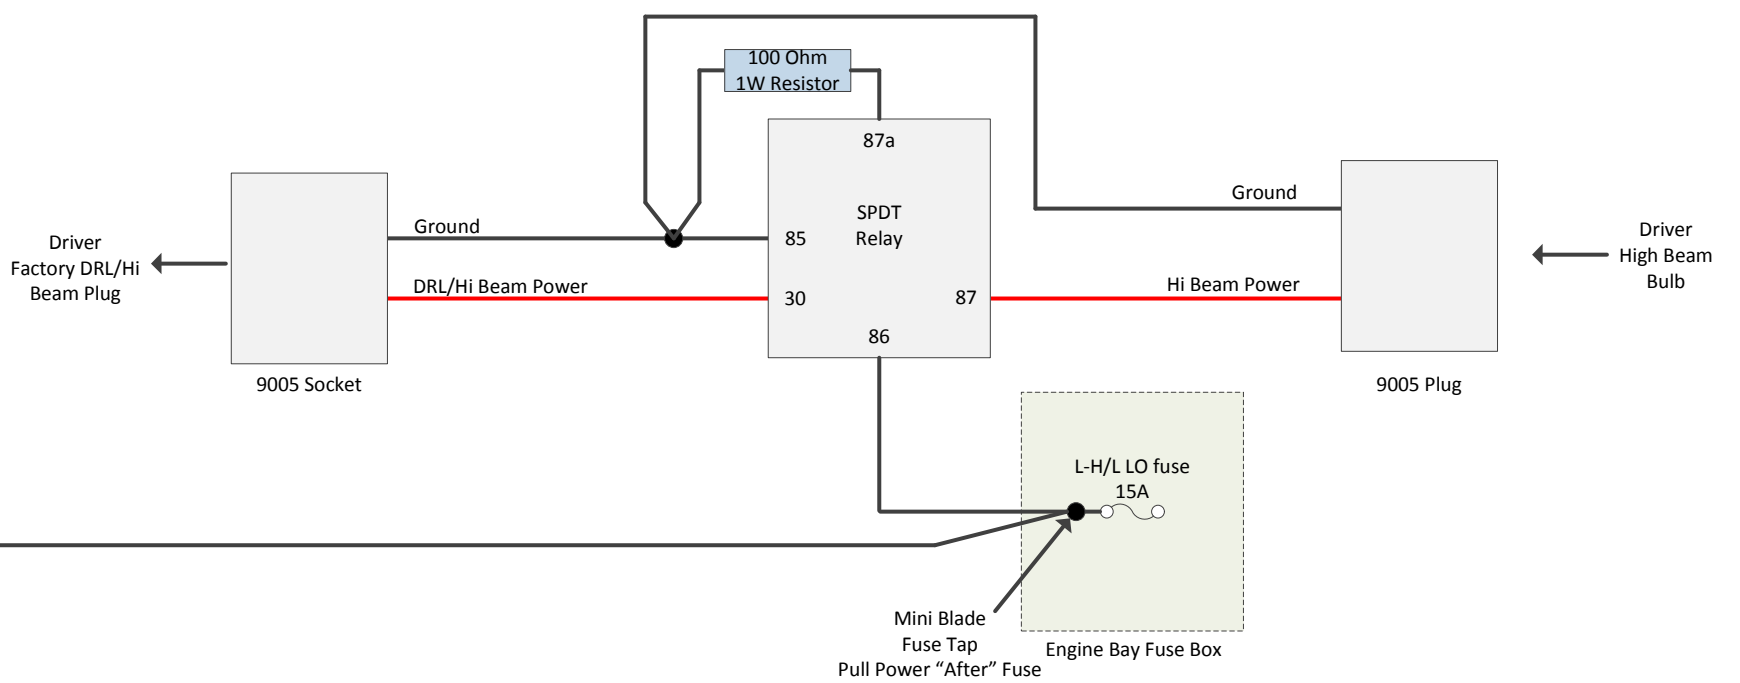 100 Ohm
1W Resistor
87a
SPDT
Relay
85
30
87
86
Ground
DRL/Hi Beam Power
Driver
Factory DRL/Hi
Beam Plug
9005 Socket
Ground
Hi Beam Power
Driver
High Beam
Bulb
9005 Plug
L-H/L LO fuse
15A
Mini Blade
Fuse Tap
Pull Power “After” Fuse
Engine Bay Fuse Box